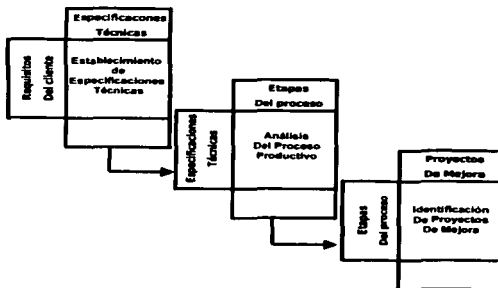 Especificacones
Técnicas
Requisitos
Del cliente
Establecimiento
de
Especificaciones
Técnicas
Etapas
Del proceso
Especificaciones
Técnicas
Análisis
Del Proceso
Productivo
Proyectos
De Mejora
Etapas
Del proceso
Identificación
De Proyectos
De Mejora